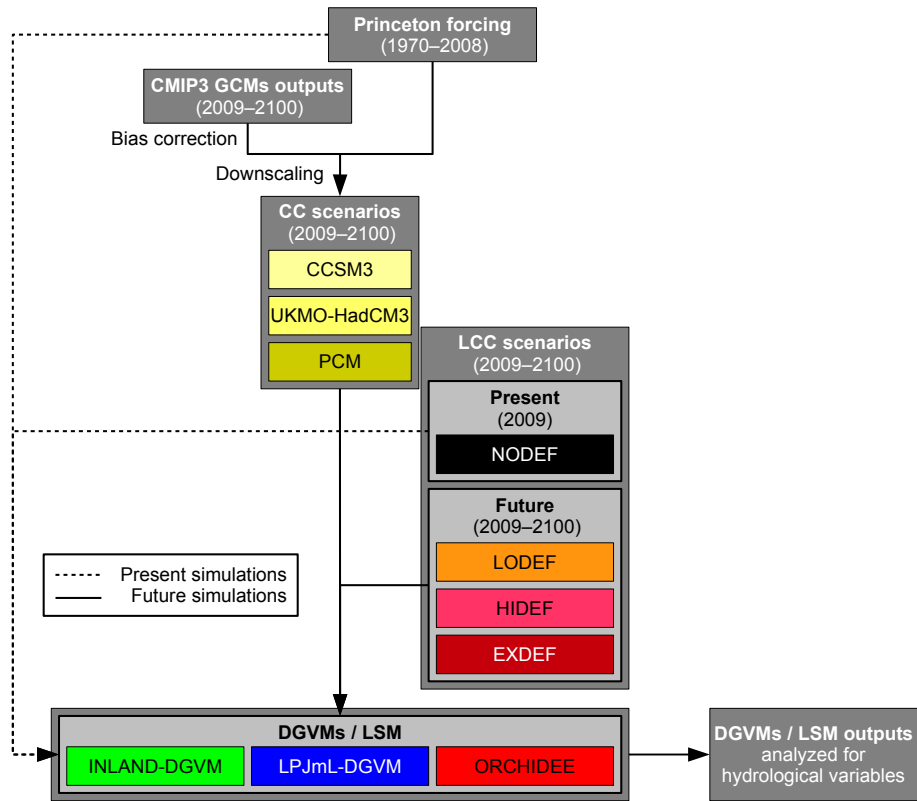 Princeton forcing
(1970–2008)
CMIP3 GCMs outputs
(2009–2100)
Bias correction
Downscaling
CC scenarios
(2009–2100)
CCSM3
UKMO-HadCM3
PCM
LCC scenarios
(2009–2100)
Present
(2009)
NODEF
Future
(2009–2100)
LODEF
HIDEF
EXDEF
Present simulations
Future simulations
DGVMs / LSM
INLAND-DGVM
LPJmL-DGVM
ORCHIDEE
DGVMs / LSM outputs
analyzed for
hydrological variables